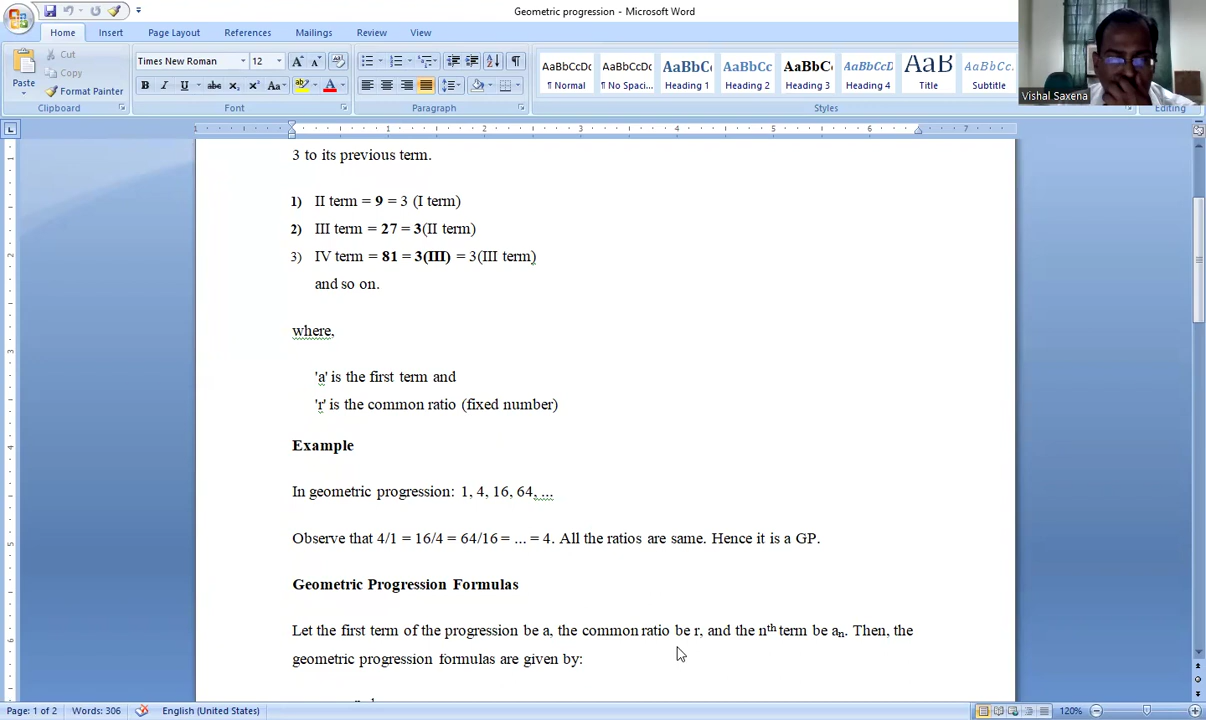 Geometric progression - Microsoft Word
Home Insert Page Layout References Mailings Review View
Paste
Cut
Copy
Format Painter
Clipboard
Times New Roman 12
B I U abc x₂ x² Aa
Font
Paragraph
AaBbCcDc AaBbCcDc AaBbC AaBbCc AaBbCc AaBbCcI AaB AaBbCc
¶ Normal ¶ No Spaci... Heading 1 Heading 2 Heading 3 Heading 4 Title Subtitle
Styles
Editing
Vishal Saxena
3 to its previous term.
1) II term = 9 = 3 (I term)
2) III term = 27 = 3(II term)
3) IV term = 81 = 3(III) = 3(III term)
and so on.
where,
'a' is the first term and
'r' is the common ratio (fixed number)
Example
In geometric progression: 1, 4, 16, 64, ...
Observe that 4/1 = 16/4 = 64/16 = ... = 4. All the ratios are same. Hence it is a GP.
Geometric Progression Formulas
Let the first term of the progression be a, the common ratio be r, and the nth term be an. Then, the
geometric progression formulas are given by:
Page: 1 of 2 Words: 306 English (United States) 120%